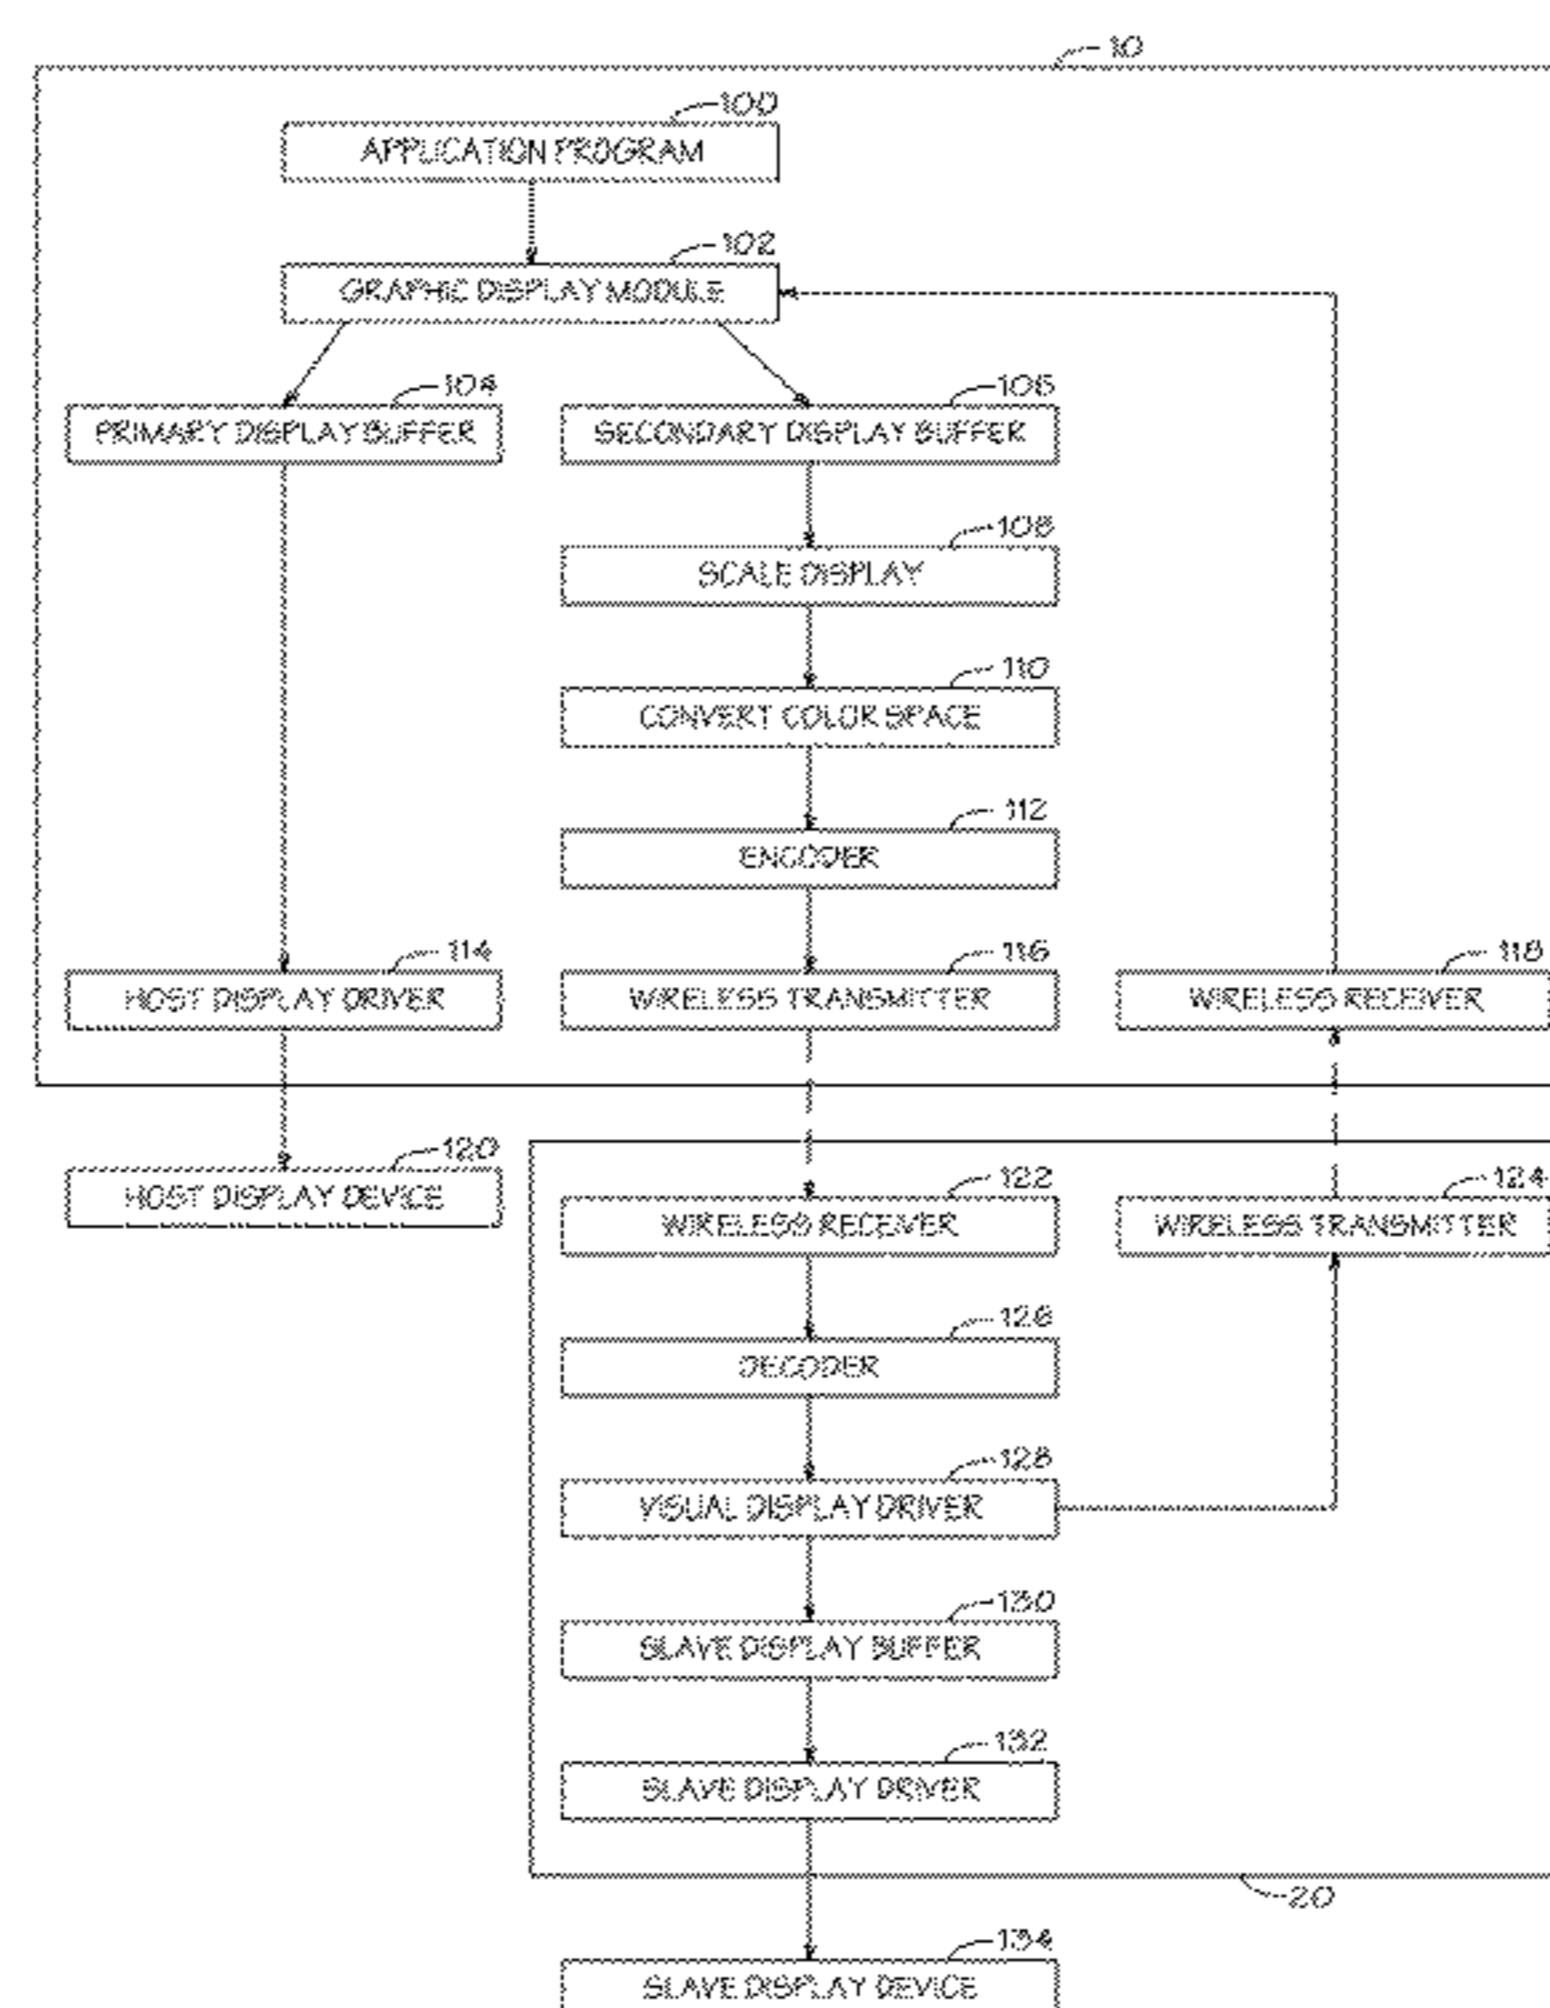 10
100
APPLICATION PROGRAM
102
GRAPHIC DISPLAY MODULE
104
PRIMARY DISPLAY BUFFER
106
SECONDARY DISPLAY BUFFER
108
SCALE DISPLAY
110
CONVERT COLOR SPACE
112
ENCODER
114
HOST DISPLAY DRIVER
116
WIRELESS TRANSMITTER
118
WIRELESS RECEIVER
120
HOST DISPLAY DEVICE
122
WIRELESS RECEIVER
124
WIRELESS TRANSMITTER
126
DECODER
128
VISUAL DISPLAY DRIVER
130
SLAVE DISPLAY BUFFER
132
SLAVE DISPLAY DRIVER
20
134
SLAVE DISPLAY DEVICE